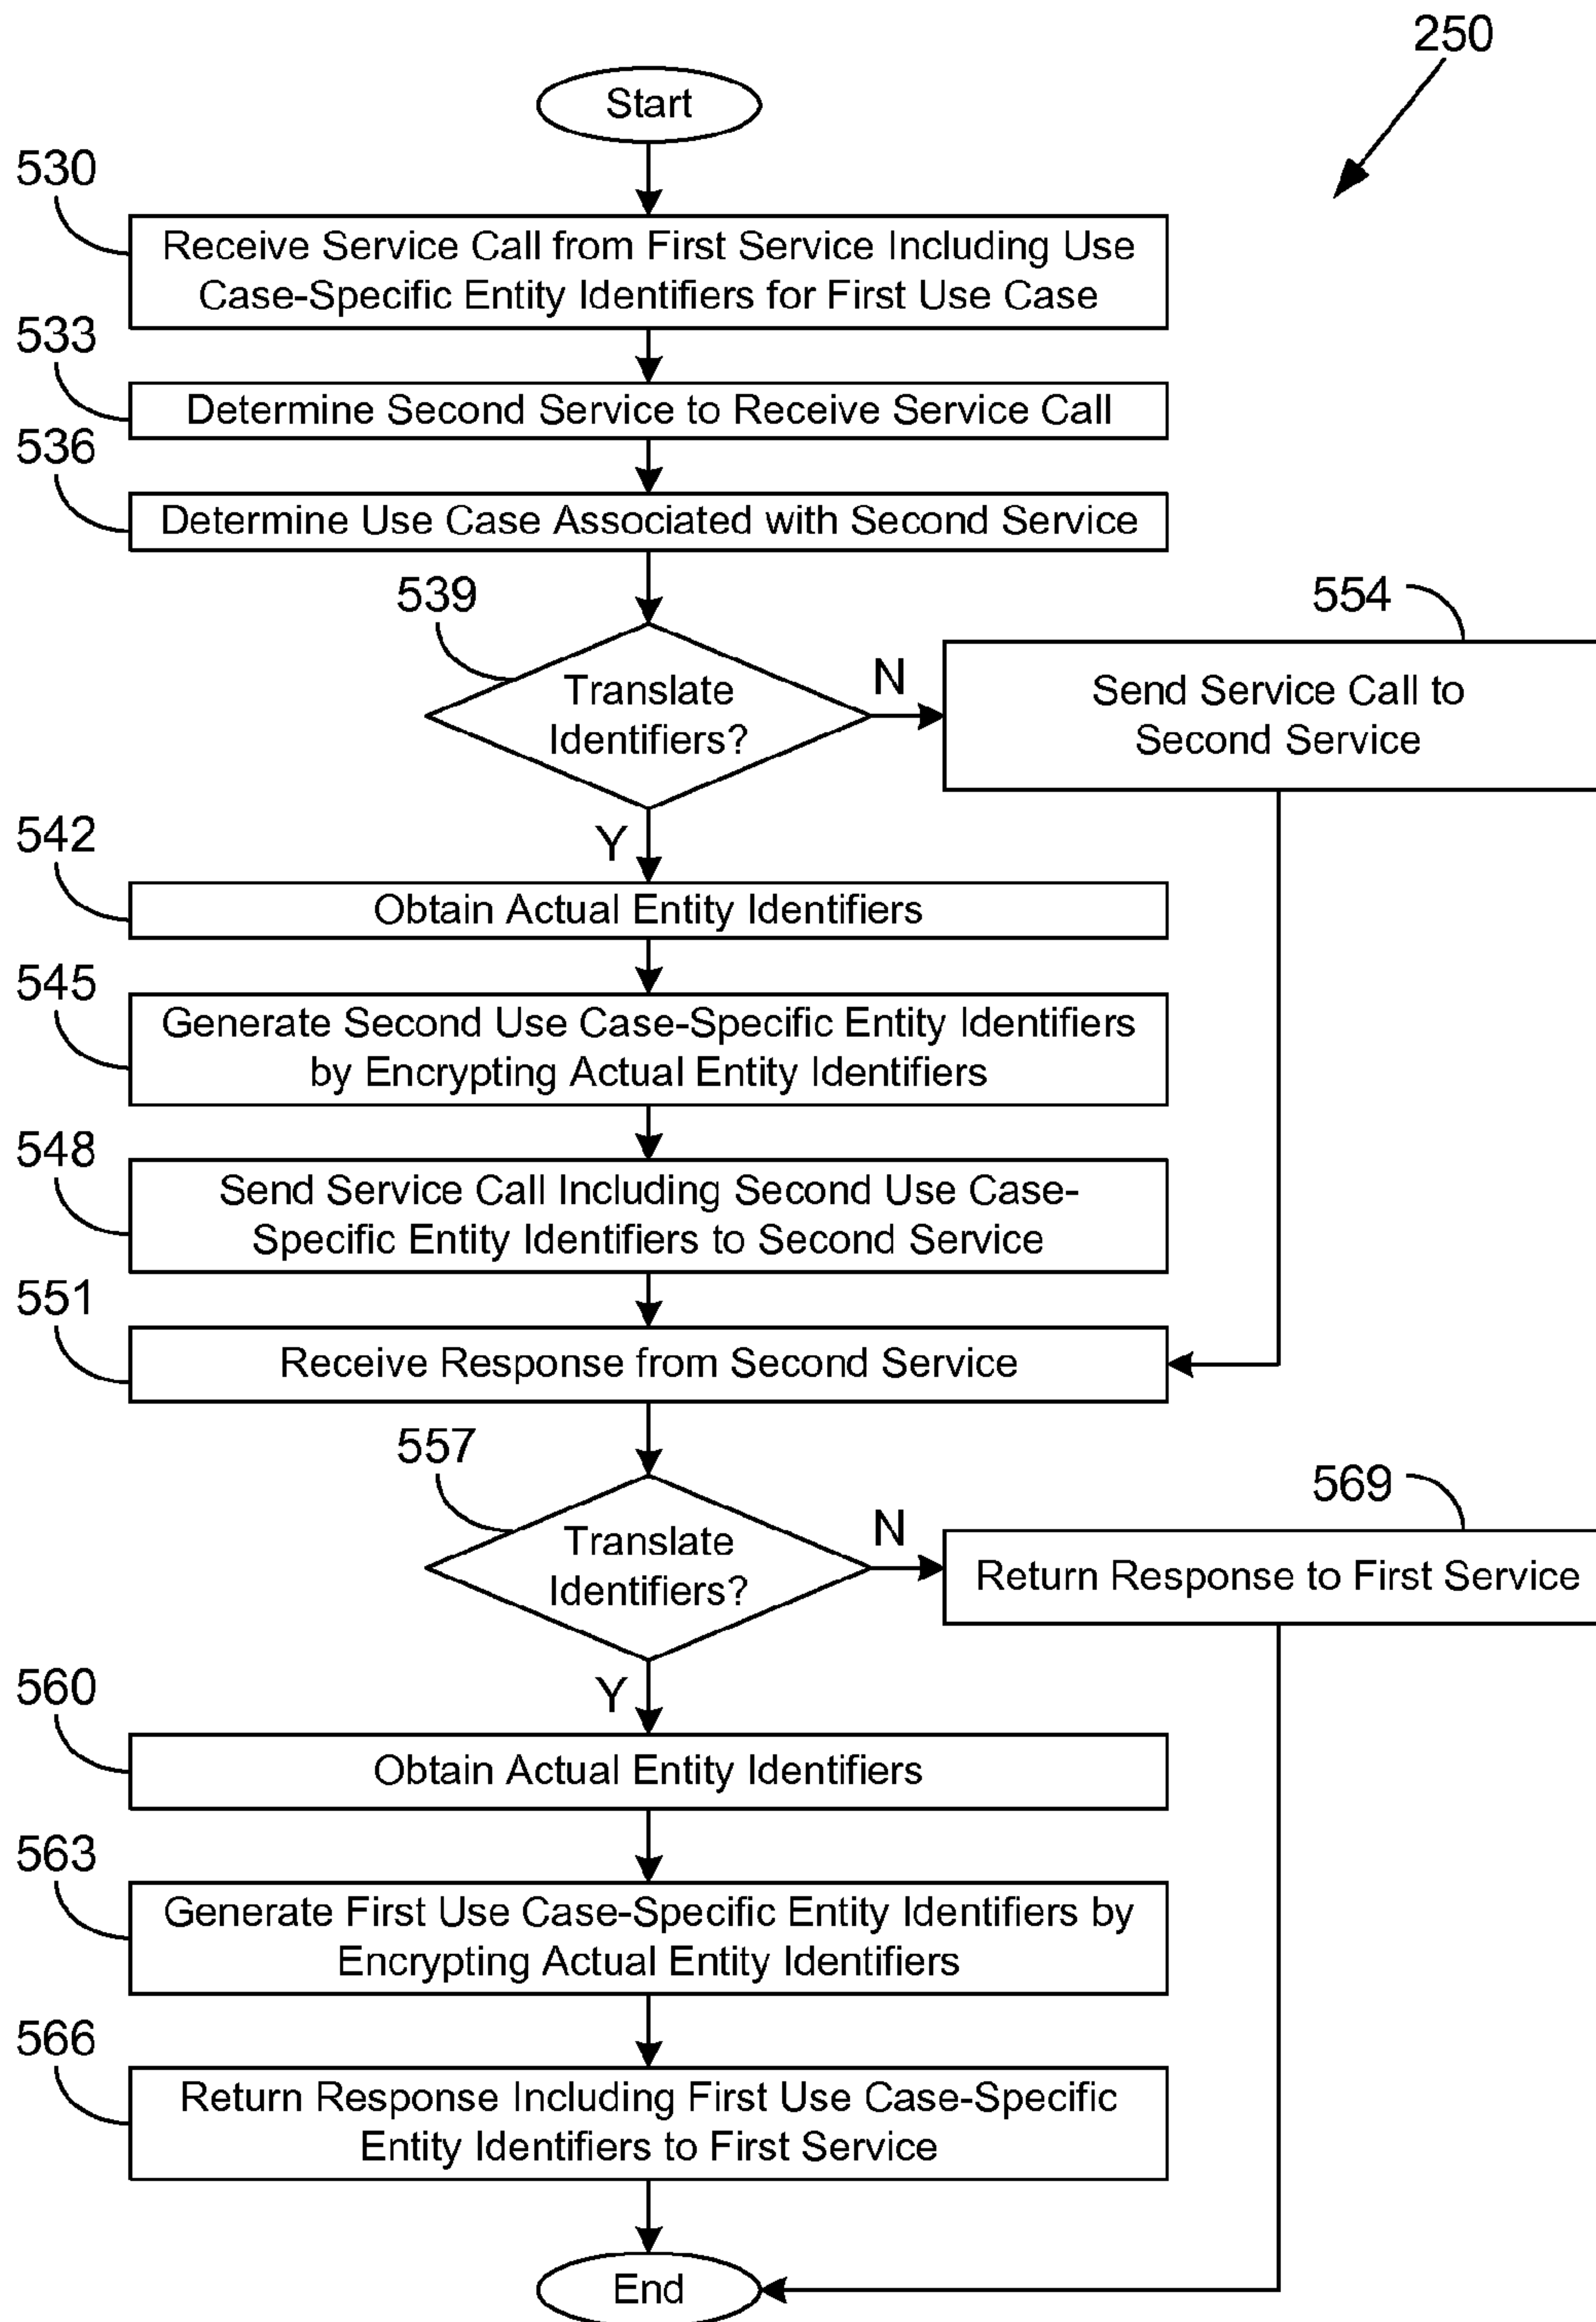 250
Start
530
Receive Service Call from First Service Including Use
Case-Specific Entity Identifiers for First Use Case
533
Determine Second Service to Receive Service Call
536
Determine Use Case Associated with Second Service
539
Translate
Identifiers?
N
554
Send Service Call to
Second Service
Y
542
Obtain Actual Entity Identifiers
545
Generate Second Use Case-Specific Entity Identifiers
by Encrypting Actual Entity Identifiers
548
Send Service Call Including Second Use Case-
Specific Entity Identifiers to Second Service
551
Receive Response from Second Service
557
Translate
Identifiers?
N
569
Return Response to First Service
Y
560
Obtain Actual Entity Identifiers
563
Generate First Use Case-Specific Entity Identifiers by
Encrypting Actual Entity Identifiers
566
Return Response Including First Use Case-Specific
Entity Identifiers to First Service
End